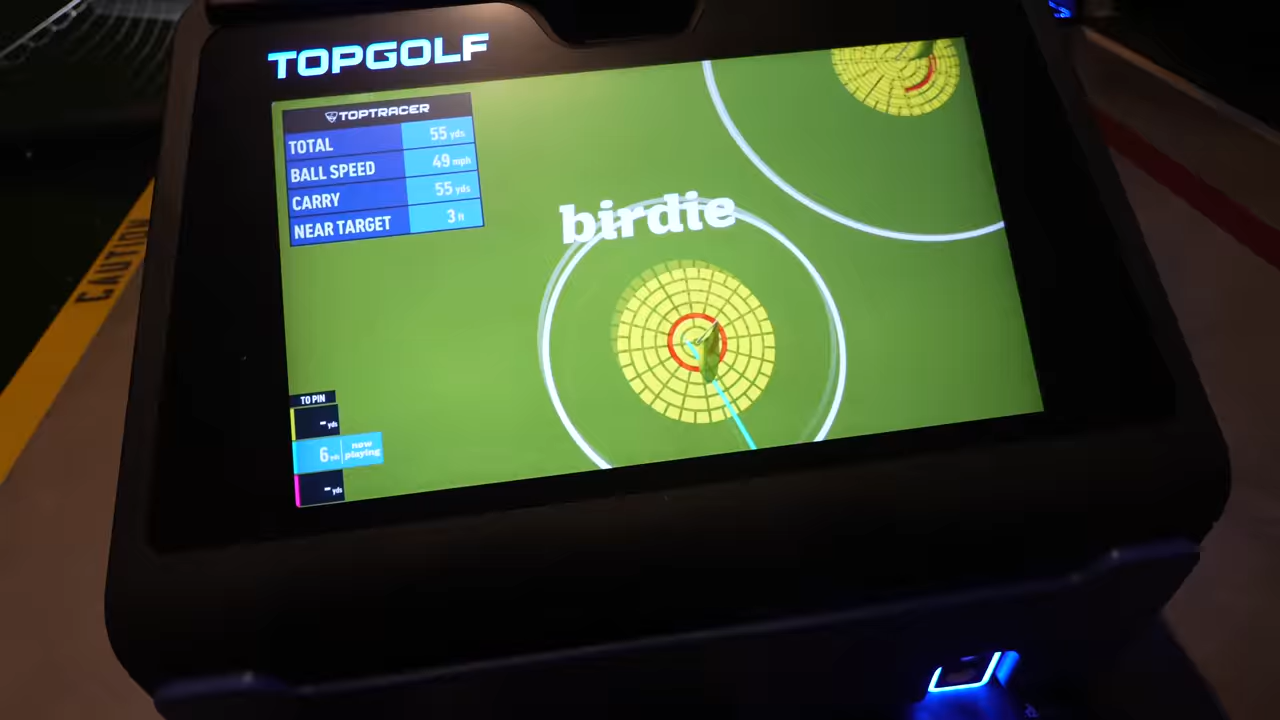 TOPGOLF
TOPTRACER
TOTAL 55 yds
BALL SPEED 49 mph
CARRY 55 yds
NEAR TARGET 3 ft
birdie
CAUTION
TO PIN
- yds
6 yds now playing
- yds